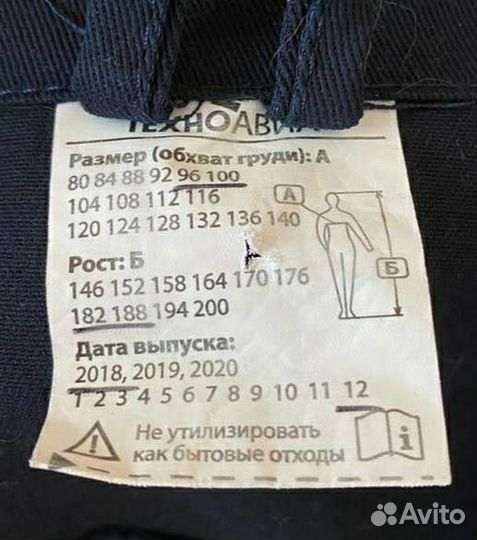 ТЕХНОАВИА
Размер (обхват груди): А
80 84 88 92 96 100
104 108 112 116
120 124 128 132 136 140
А
Рост: Б
146 152 158 164 170 176
182 188 194 200
Б
Дата выпуска:
2018, 2019, 2020
1 2 3 4 5 6 7 8 9 10 11 12
Не утилизировать
как бытовые отходы
i
Avito